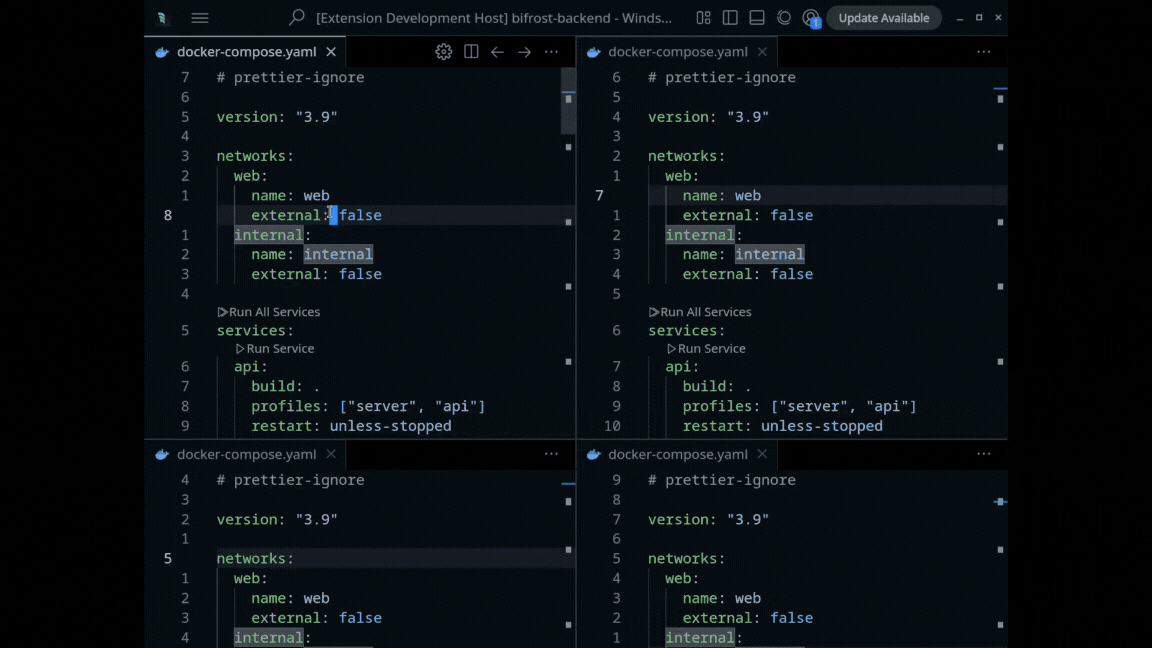 [Extension Development Host] bifrost-backend - Winds...
1
Update Available
docker-compose.yaml
7 # prettier-ignore
6
5 version: "3.9"
4
3 networks:
2 web:
1 name: web
8 external: false
1 internal:
2 name: internal
3 external: false
4
Run All Services
5 services:
Run Service
6 api:
7 build: .
8 profiles: ["server", "api"]
9 restart: unless-stopped
docker-compose.yaml
6 # prettier-ignore
5
4 version: "3.9"
3
2 networks:
1 web:
7 name: web
1 external: false
2 internal:
3 name: internal
4 external: false
5
Run All Services
6 services:
Run Service
7 api:
8 build: .
9 profiles: ["server", "api"]
10 restart: unless-stopped
docker-compose.yaml
4 # prettier-ignore
3
2 version: "3.9"
1
5 networks:
1 web:
2 name: web
3 external: false
4 internal:
docker-compose.yaml
9 # prettier-ignore
8
7 version: "3.9"
6
5 networks:
4 web:
3 name: web
2 external: false
1 internal: